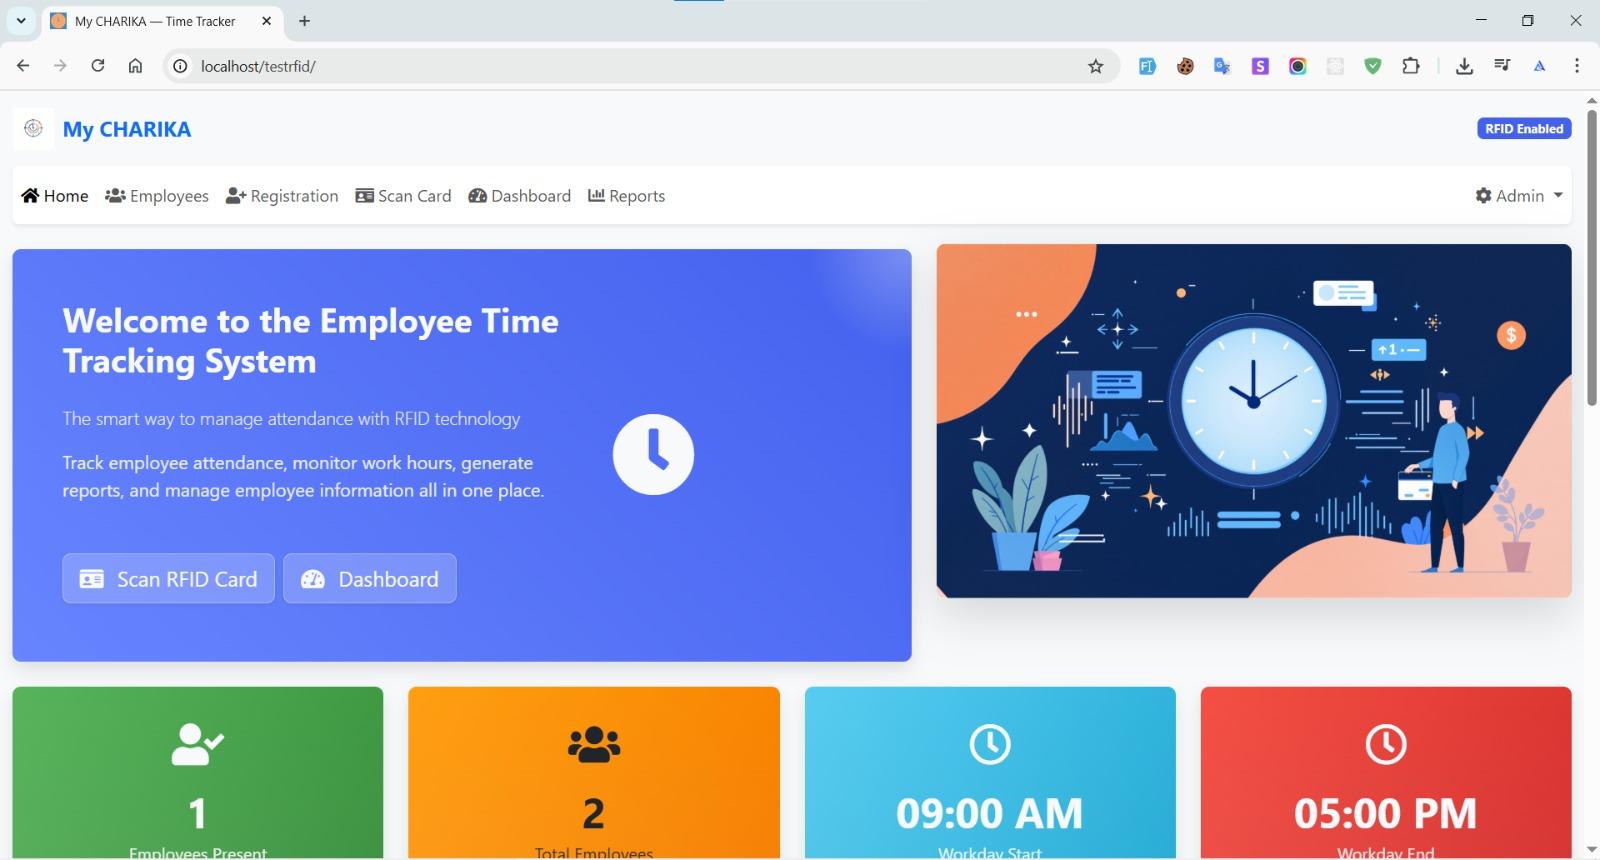 My CHARIKA — Time Tracker
localhost/testrfid/
My CHARIKA
RFID Enabled
Home Employees Registration Scan Card Dashboard Reports Admin
Welcome to the Employee Time
Tracking System
The smart way to manage attendance with RFID technology
Track employee attendance, monitor work hours, generate
reports, and manage employee information all in one place.
Scan RFID Card Dashboard
$
1
1
Employees Present
2
Total Employees
09:00 AM
Workday Start
05:00 PM
Workday End